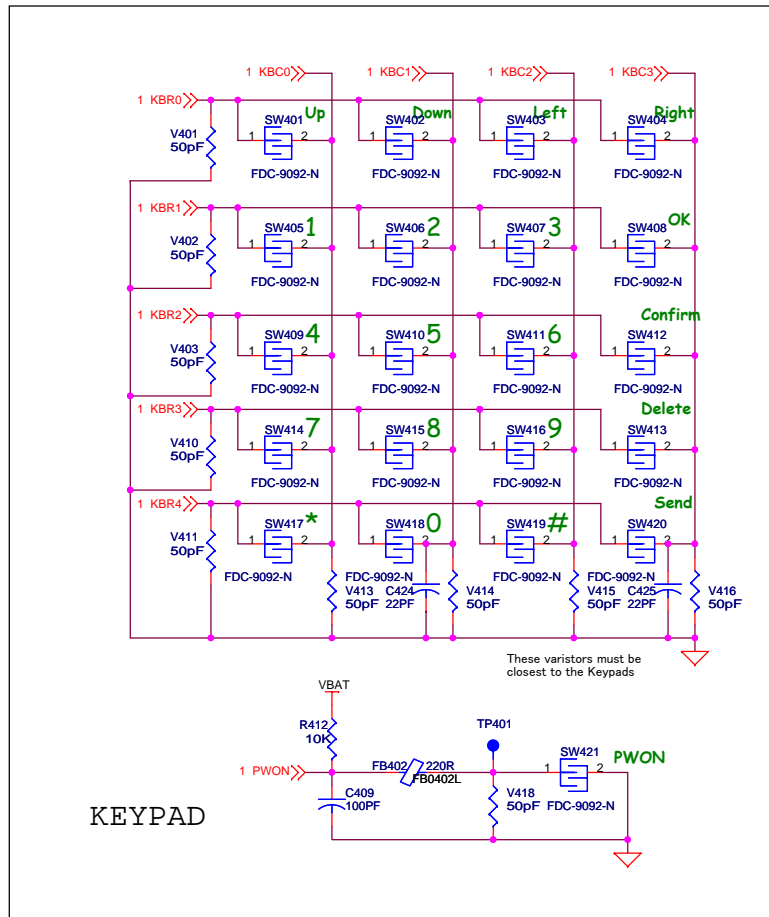 1 KBC0 1 KBC1 1 KBC2 1 KBC3
1 KBR0
Up Down Left Right
SW401 SW402 SW403 SW404
V401
50pF
1 2 1 2 1 2 1 2
FDC-9092-N FDC-9092-N FDC-9092-N FDC-9092-N
1 KBR1
SW405 1 SW406 2 SW407 3 SW408 OK
V402
50pF
1 2 1 2 1 2 1 2
FDC-9092-N FDC-9092-N FDC-9092-N FDC-9092-N
1 KBR2 Confirm
SW409 4 SW410 5 SW411 6 SW412
V403
50pF
1 2 1 2 1 2 1 2
FDC-9092-N FDC-9092-N FDC-9092-N FDC-9092-N
1 KBR3 Delete
SW414 7 SW415 8 SW416 9 SW413
V410
50pF
1 2 1 2 1 2 1 2
FDC-9092-N FDC-9092-N FDC-9092-N FDC-9092-N
1 KBR4 Send
SW417 * SW418 0 SW419 # SW420
V411
50pF
1 2 1 2 1 2 1 2
FDC-9092-N FDC-9092-N FDC-9092-N FDC-9092-N
V413 C424 V414 V415 C425 V416
50pF 22PF 50pF 50pF 22PF 50pF
These varistors must be
closest to the Keypads
VBAT
R412
10K
TP401
SW421 PWON
1 PWON
FB402 220R
FB0402L
1 2
C409
100PF
V418
50pF
FDC-9092-N
KEYPAD